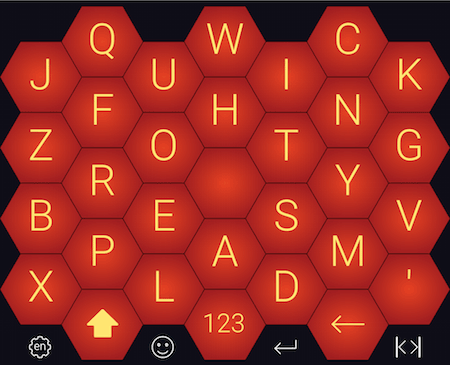 Q W C
J U I K
F H N
Z O T G
R Y
B E S V
P A M
X L D '
123
en